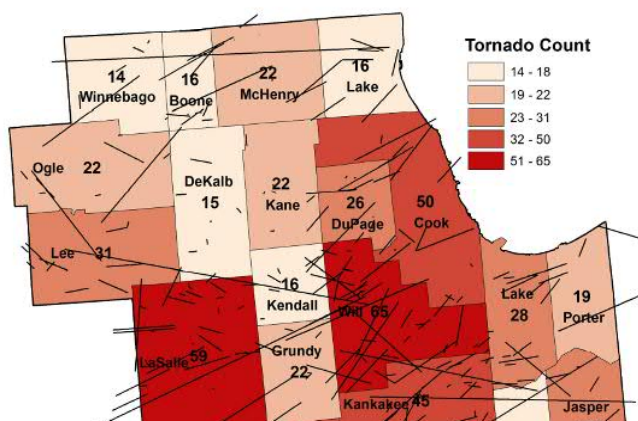 Tornado Count
14 - 18
19 - 22
23 - 31
32 - 50
51 - 65
14
Winnebago
16
Boone
22
McHenry
16
Lake
Ogle 22
DeKalb
15
22
Kane
26
DuPage
50
Cook
Lee 31
16
Kendall
Will 65
Lake
28
19
Porter
LaSalle 59
Grundy
22
Kankakee 45
Jasper